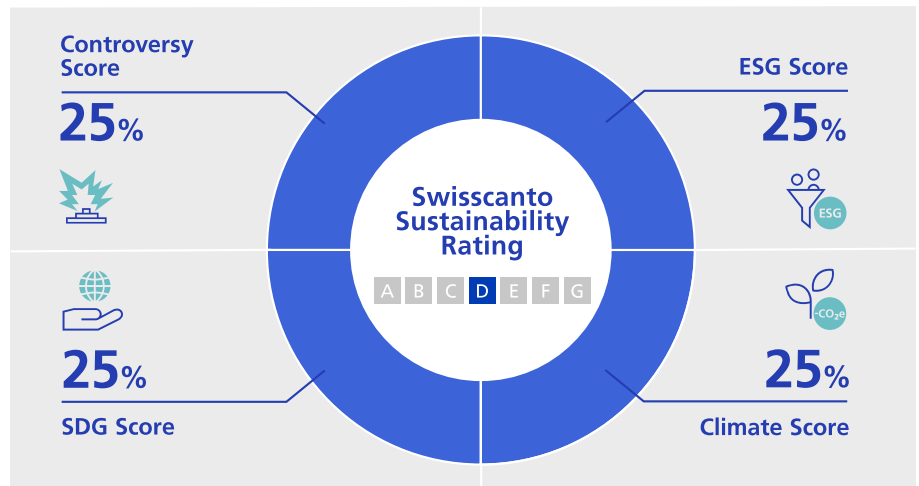 Controversy
Score
25%
ESG Score
25%
ESG
Swisscanto
Sustainability
Rating
A B C D E F G
25%
SDG Score
-CO₂e
25%
Climate Score